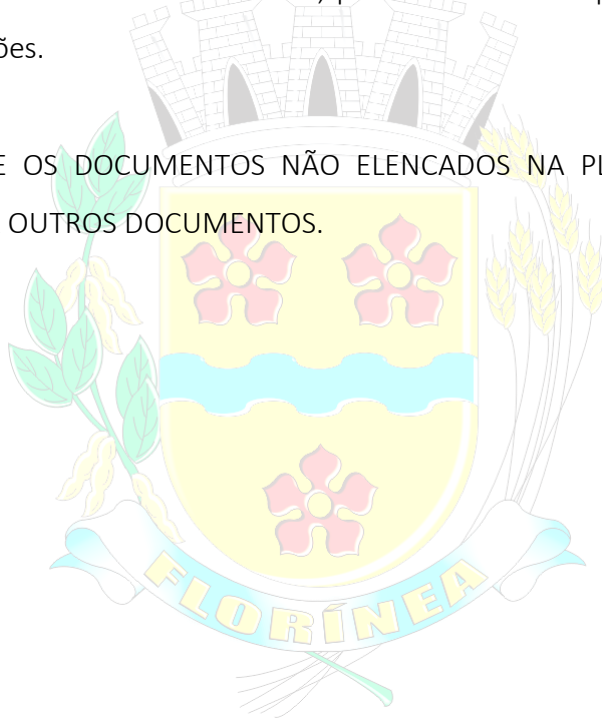 ões.
E OS DOCUMENTOS NÃO ELENCADOS NA PL
OUTROS DOCUMENTOS.
FLORÍNEA